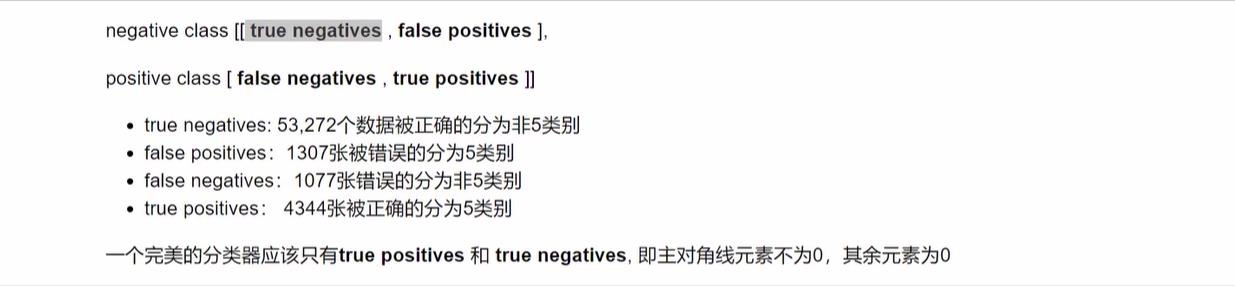 negative class [[ true negatives , false positives ],
positive class [ false negatives , true positives ]]
• true negatives: 53,272个数据被正确的分为非5类别
• false positives：1307张被错误的分为5类别
• false negatives：1077张错误的分为非5类别
• true positives： 4344张被正确的分为5类别
一个完美的分类器应该只有true positives 和 true negatives, 即主对角线元素不为0，其余元素为0